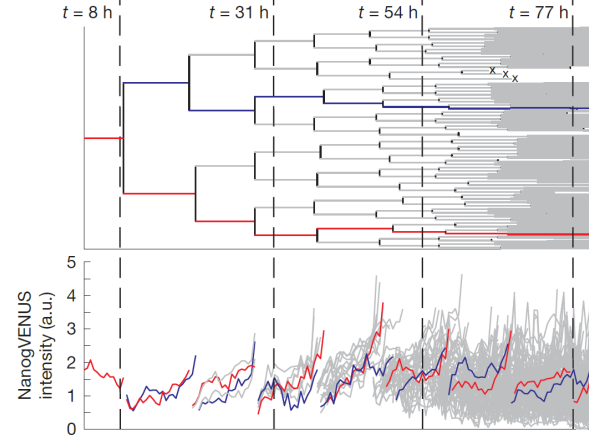 t = 8 h
t = 31 h
t = 54 h
t = 77 h
x
x
x
5
4
3
2
1
0
NanogVENUS
intensity (a.u.)